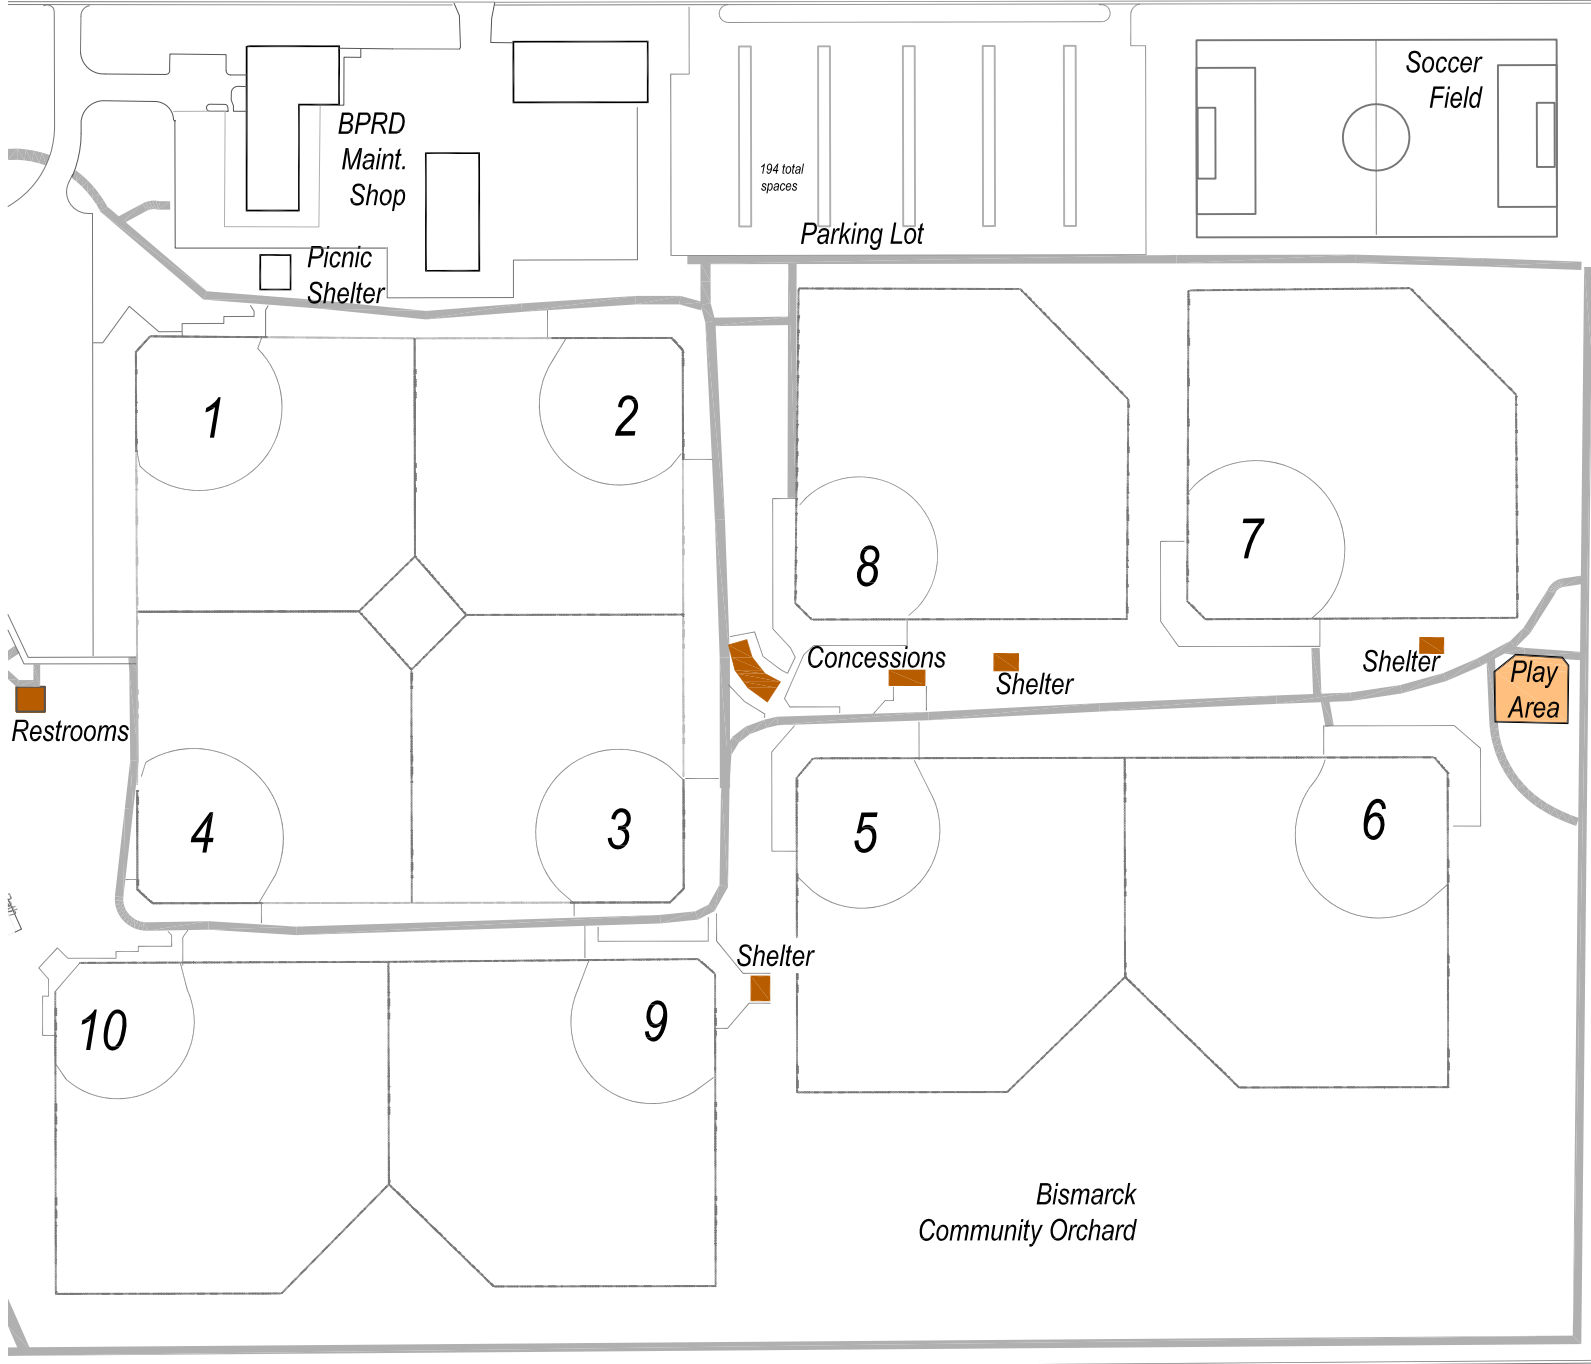 Soccer
Field
BPRD
Maint.
Shop
194 total
spaces
Parking Lot
Picnic
Shelter
1
2
8
7
Concessions
Shelter
Shelter
Play
Area
Restrooms
4
3
5
6
Shelter
10
9
Bismarck
Community Orchard